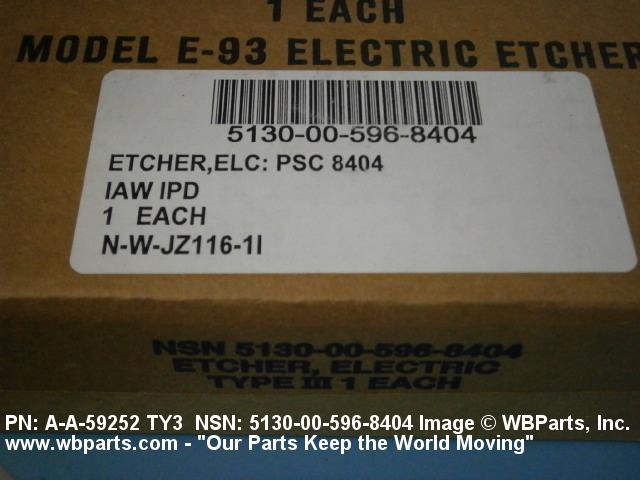 1 EACH
MODEL E-93 ELECTRIC ETCHER
5130-00-596-8404
ETCHER,ELC: PSC 8404
IAW IPD
1 EACH
N-W-JZ116-1I
NSN 5130-00-596-8404
ETCHER, ELECTRIC
TYPE III 1 EACH
PN: A-A-59252 TY3 NSN: 5130-00-596-8404 Image © WBParts, Inc.
www.wbparts.com - "Our Parts Keep the World Moving"